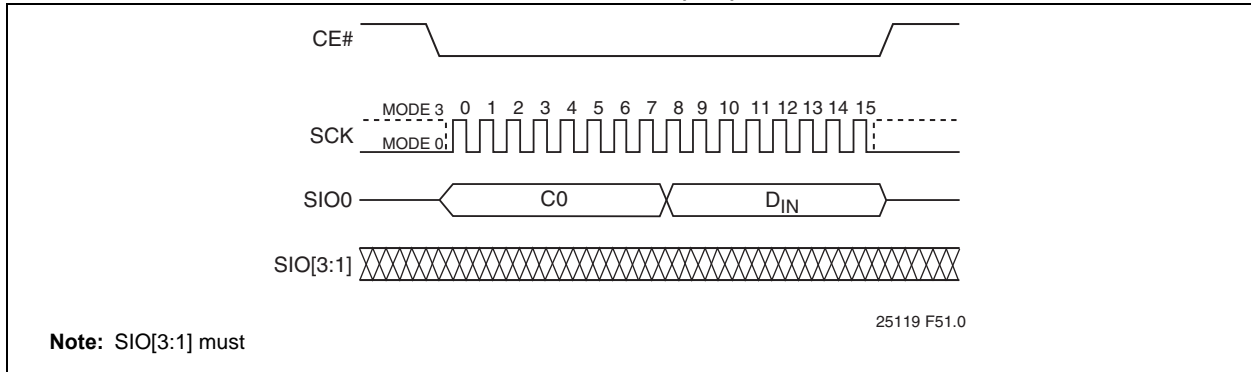 CE#
MODE 3 0 1 2 3 4 5 6 7 8 9 10 11 12 13 14 15
SCK
MODE 0
SIO0 C0 DIN
SIO[3:1]
25119 F51.0
Note: SIO[3:1] must